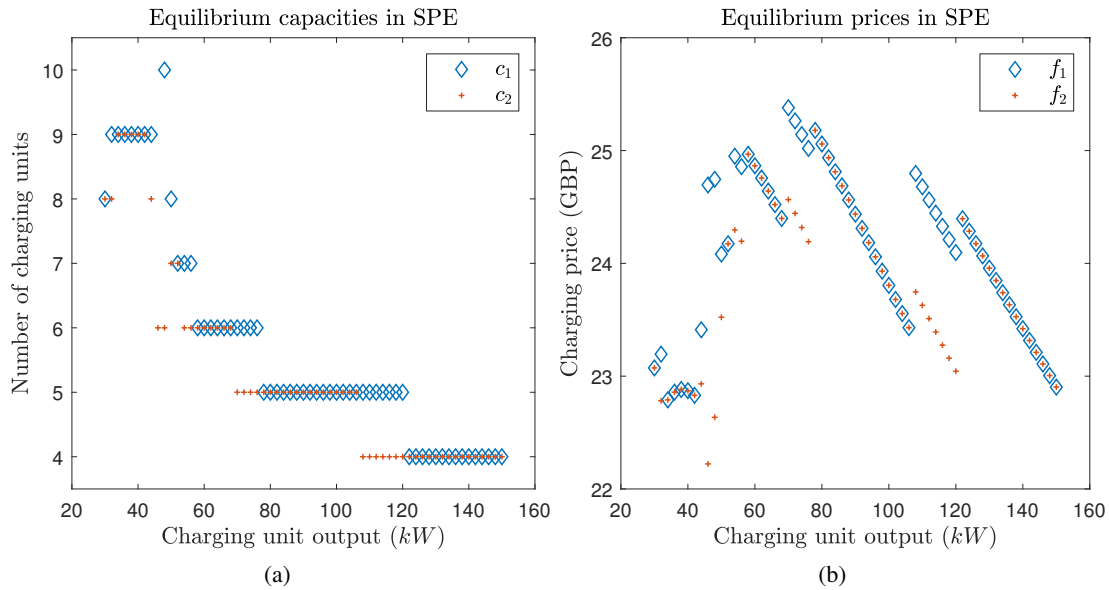 Equilibrium capacities in SPE
10
9
8
7
6
5
4
Number of charging units
c1
c2
20 40 60 80 100 120 140 160
Charging unit output (kW)
(a)
Equilibrium prices in SPE
26
25
24
23
22
Charging price (GBP)
f1
f2
20 40 60 80 100 120 140 160
Charging unit output (kW)
(b)